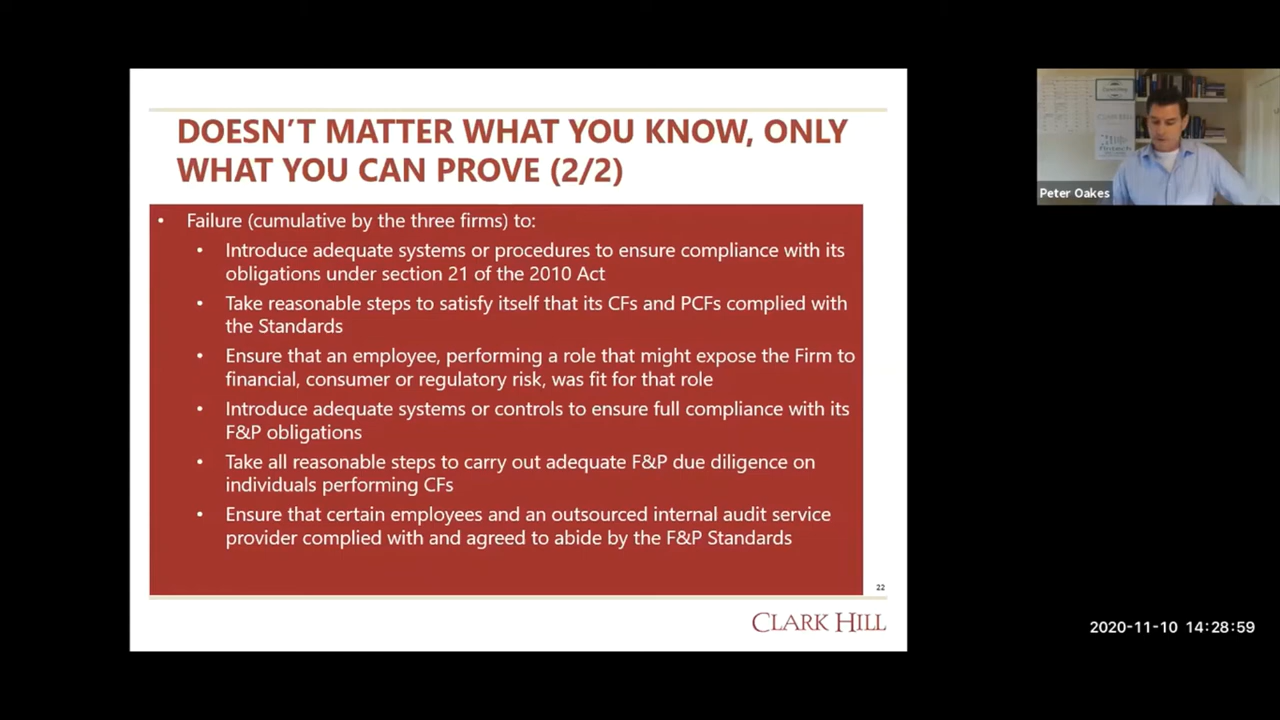 DOESN'T MATTER WHAT YOU KNOW, ONLY
WHAT YOU CAN PROVE (2/2)
• Failure (cumulative by the three firms) to:
• Introduce adequate systems or procedures to ensure compliance with its
obligations under section 21 of the 2010 Act
• Take reasonable steps to satisfy itself that its CFs and PCFs complied with
the Standards
• Ensure that an employee, performing a role that might expose the Firm to
financial, consumer or regulatory risk, was fit for that role
• Introduce adequate systems or controls to ensure full compliance with its
F&P obligations
• Take all reasonable steps to carry out adequate F&P due diligence on
individuals performing CFs
• Ensure that certain employees and an outsourced internal audit service
provider complied with and agreed to abide by the F&P Standards
22
CLARK HILL
Peter Oakes
2020-11-10 14:28:59